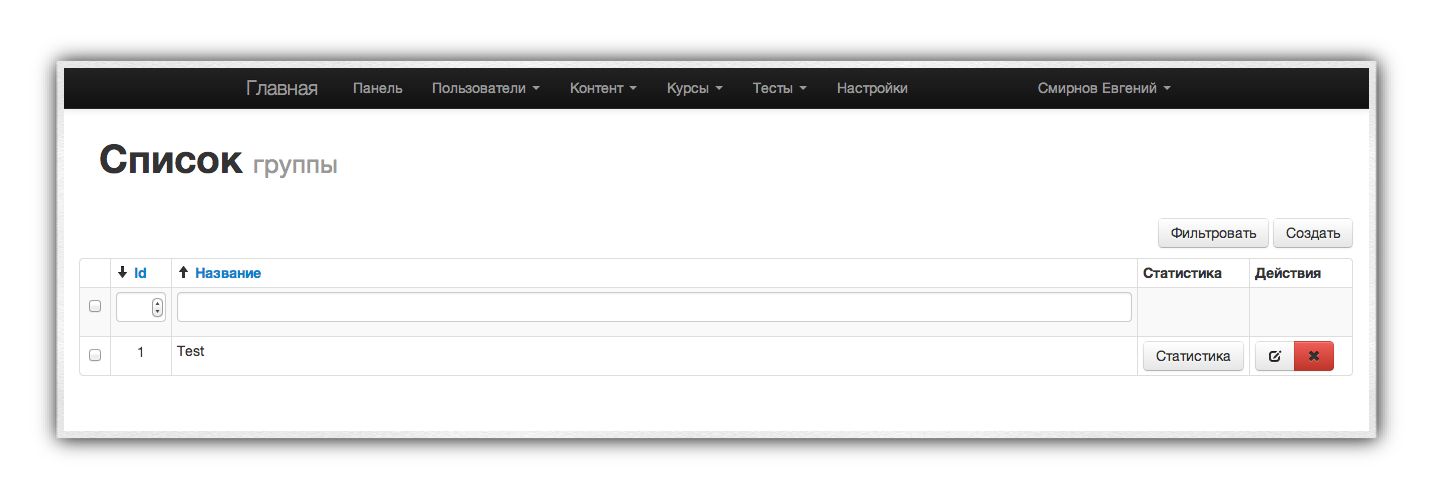 Главная Панель Пользователи Контент Курсы Тесты Настройки Смирнов Евгений
Список группы
Фильтровать Создать
Id Название Статистика Действия
1 Test Статистика